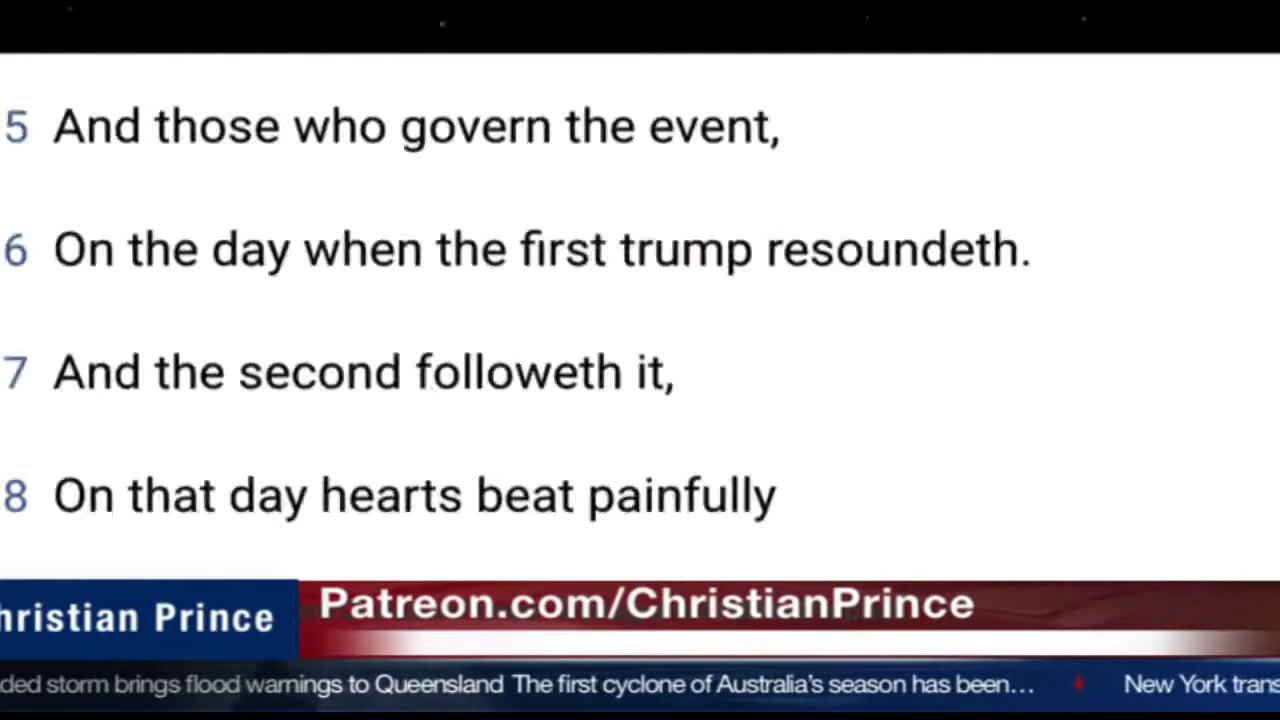 5 And those who govern the event,
6 On the day when the first trump resoundeth.
7 And the second followeth it,
8 On that day hearts beat painfully
hristian Prince
Patreon.com/ChristianPrince
ded storm brings flood warnings to Queensland The first cyclone of Australia's season has been... New York trans